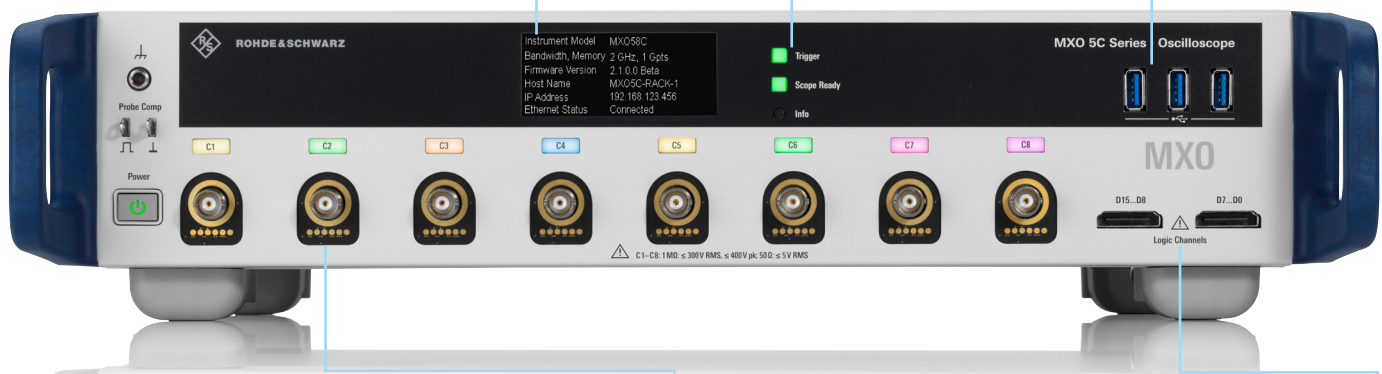 R&S ROHDE&SCHWARZ
Instrument Model MXO58C
Bandwidth, Memory 2 GHz, 1 Gpts
Firmware Version 2.1.0.0 Beta
Host Name MXO5C-RACK-1
IP Address 192.168.123.456
Ethernet Status Connected
Trigger
Scope Ready
Info
MXO 5C Series Oscilloscope
Probe Comp
Power
C1 C2 C3 C4 C5 C6 C7 C8
MXO
D15...D8 D7...D0
Logic Channels
C1–C8: 1 MΩ: ≤ 300 V RMS, ≤ 400 V pk; 50 Ω: ≤ 5 V RMS